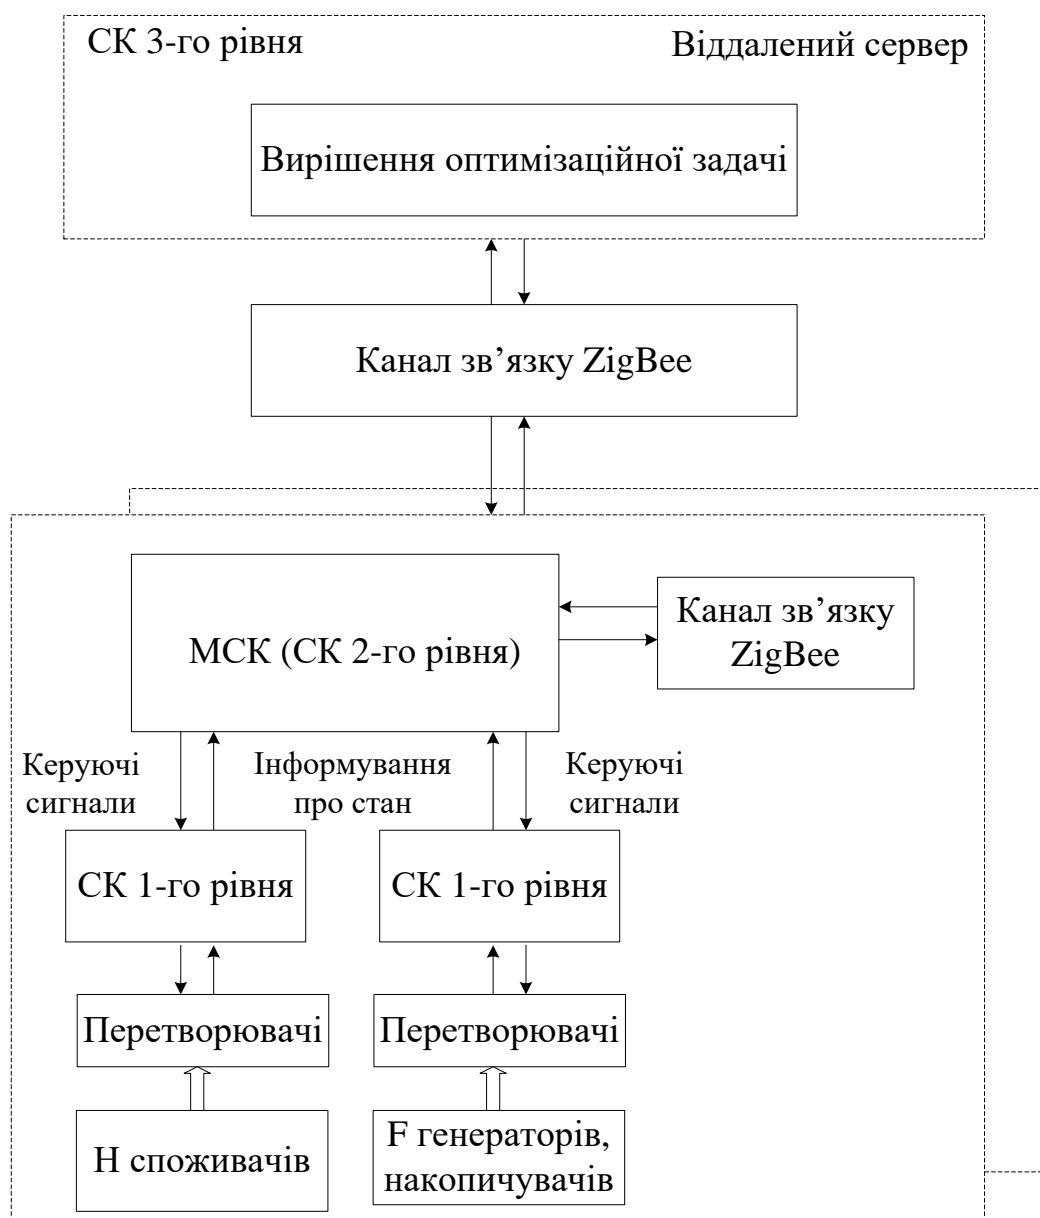 СК 3-го рівня
Віддалений сервер
Вирішення оптимізаційної задачі
Канал зв’язку ZigBee
МСК (СК 2-го рівня)
Канал зв’язку
ZigBee
Керуючі
сигнали
Інформування
про стан
Керуючі
сигнали
СК 1-го рівня
СК 1-го рівня
Перетворювачі
Перетворювачі
Н споживачів
F генераторів,
накопичувачів